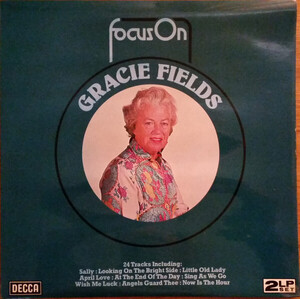 focusOn
GRACIE FIELDS
24 Tracks Including:
Sally : Looking On The Bright Side : Little Old Lady
April Love : At The End Of The Day : Sing As We Go
Wish Me Luck : Angels Guard Thee : Now Is The Hour
DECCA
2LP
SET